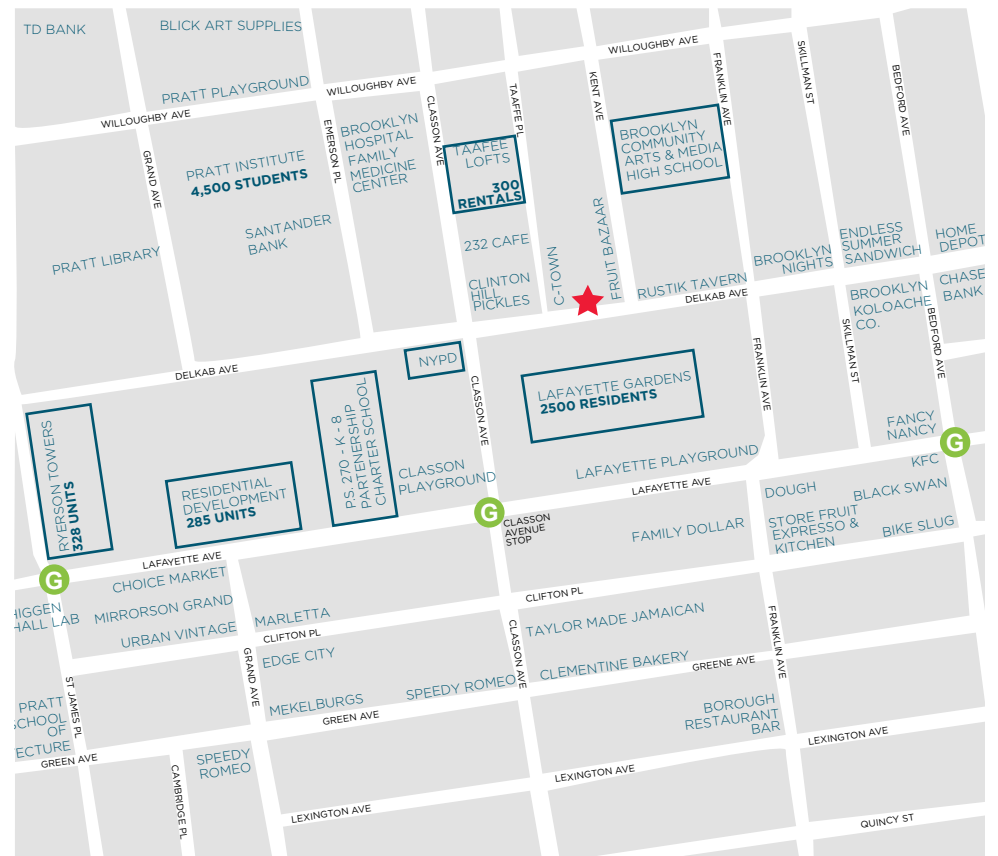 TD BANK
BLICK ART SUPPLIES
WILLOUGHBY AVE
PRATT PLAYGROUND
WILLOUGHBY AVE
WILLOUGHBY AVE
GRAND AVE
EMERSON PL
CLASSON AVE
TAAFFE PL
KENT AVE
FRANKLIN AVE
SKILLMAN ST
BEDFORD AVE
PRATT INSTITUTE
4,500 STUDENTS
BROOKLYN
HOSPITAL
FAMILY
MEDICINE
CENTER
TAAFEE
LOFTS
300
RENTALS
BROOKLYN
COMMUNITY
ARTS & MEDIA
HIGH SCHOOL
PRATT LIBRARY
SANTANDER
BANK
232 CAFE
CLINTON
HILL
PICKLES
C-TOWN
FRUIT BAZAAR
RUSTIK TAVERN
BROOKLYN
NIGHTS
ENDLESS
SUMMER
SANDWICH
HOME
DEPOT
CHASE
BANK
BROOKLYN
KOLOACHE
CO.
DELKAB AVE
DELKAB AVE
NYPD
CLASSON AVE
FRANKLIN AVE
SKILLMAN ST
BEDFORD AVE
LAFAYETTE GARDENS
2500 RESIDENTS
RYERSON TOWERS
328 UNITS
RESIDENTIAL
DEVELOPMENT
285 UNITS
P.S. 270 - K - 8
PARTENERSHIP
CHARTER SCHOOL
CLASSON
PLAYGROUND
LAFAYETTE PLAYGROUND
FANCY
NANCY
G
KFC
LAFAYETTE AVE
G
CLASSON
AVENUE
STOP
DOUGH
BLACK SWAN
STORE FRUIT
EXPRESSO &
KITCHEN
BIKE SLUG
FAMILY DOLLAR
LAFAYETTE AVE
G
HIGGEN
HALL LAB
CHOICE MARKET
MIRRORSON GRAND
URBAN VINTAGE
MARLETTA
CLIFTON PL
CLIFTON PL
EDGE CITY
TAYLOR MADE JAMAICAN
CLASSON AVE
FRANKLIN AVE
GRAND AVE
ST JAMES PL
CLEMENTINE BAKERY
GREENE AVE
SPEEDY ROMEO
MEKELBURGS
GREEN AVE
PRATT
SCHOOL
OF
ECTURE
GREEN AVE
BOROUGH
RESTAURANT
BAR
SPEEDY
ROMEO
CAMBRIDGE PL
LEXINGTON AVE
LEXINGTON AVE
LEXINGTON AVE
QUINCY ST